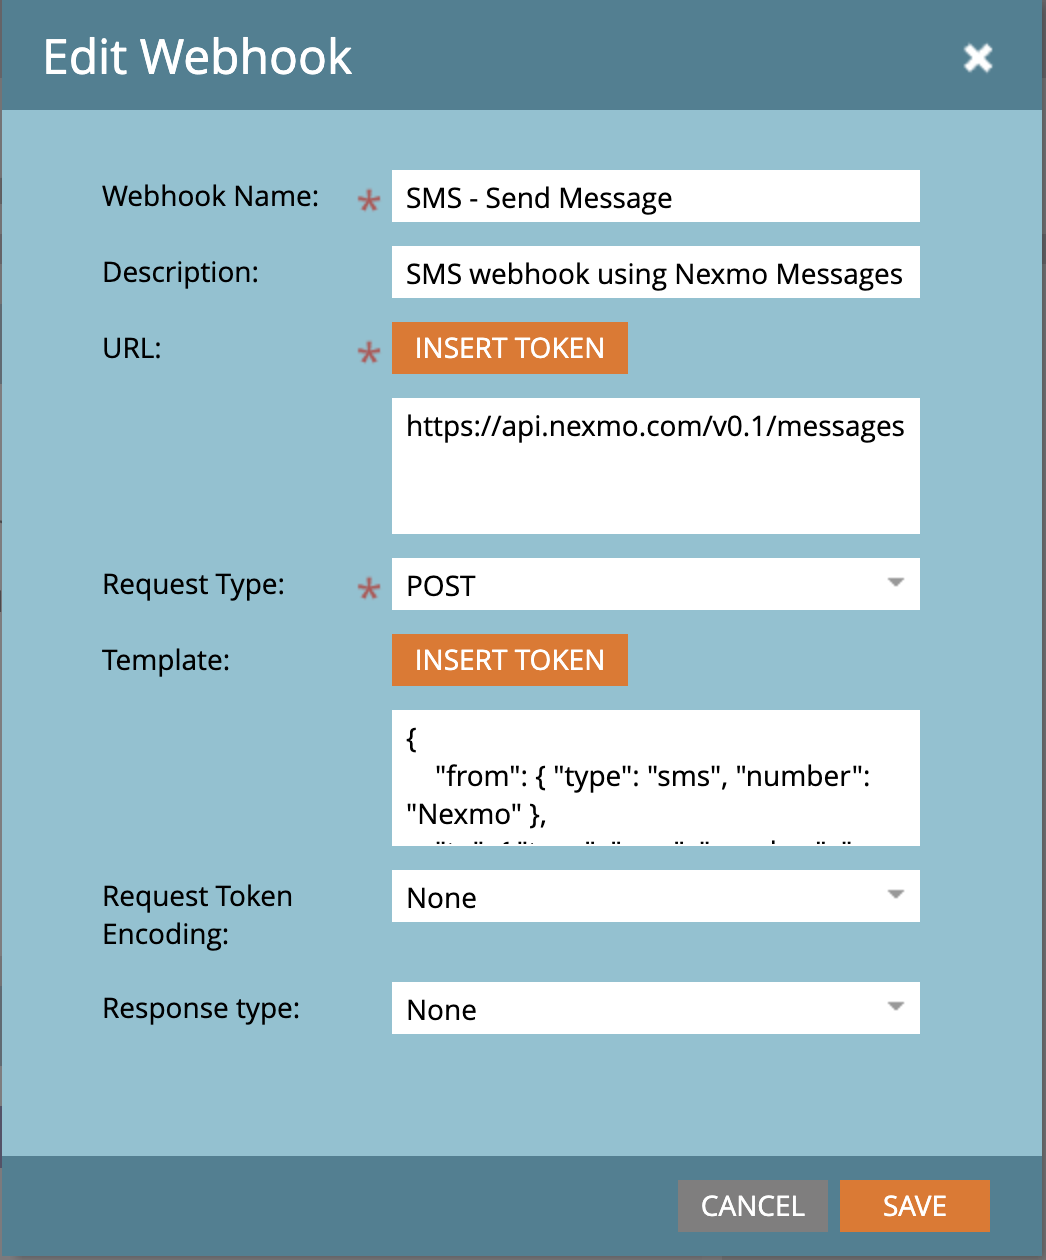 Edit Webhook
Webhook Name: * SMS - Send Message
Description: SMS webhook using Nexmo Messages
URL: * INSERT TOKEN
https://api.nexmo.com/v0.1/messages
Request Type: * POST
Template: INSERT TOKEN
{
"from": { "type": "sms", "number":
"Nexmo" },
Request Token
Encoding:
None
Response type: None
CANCEL SAVE